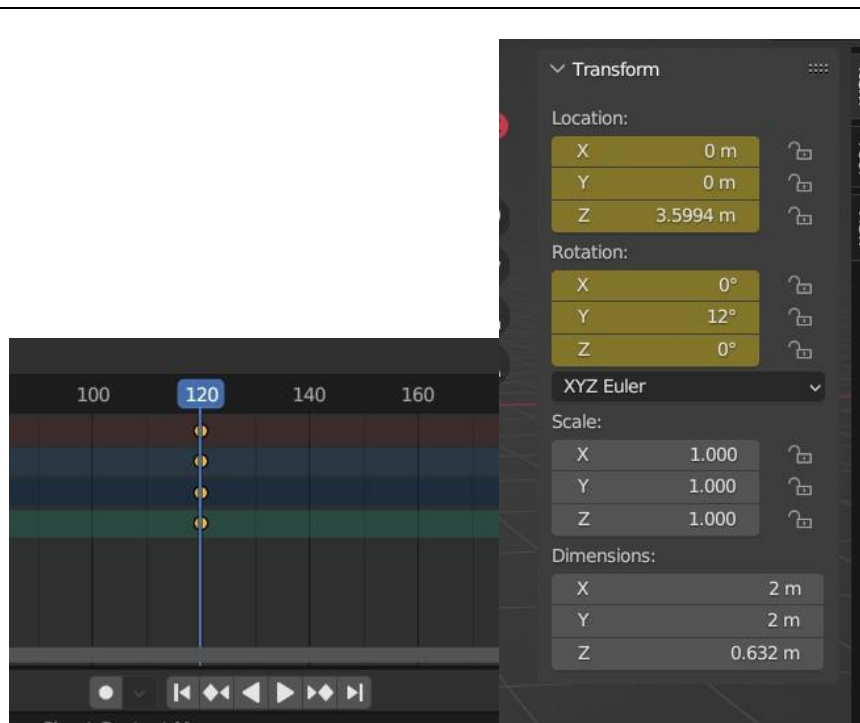 Transform
Location:
X 0 m
Y 0 m
Z 3.5994 m
Rotation:
X 0°
Y 12°
Z 0°
XYZ Euler
Scale:
X 1.000
Y 1.000
Z 1.000
Dimensions:
X 2 m
Y 2 m
Z 0.632 m
100 120 140 160